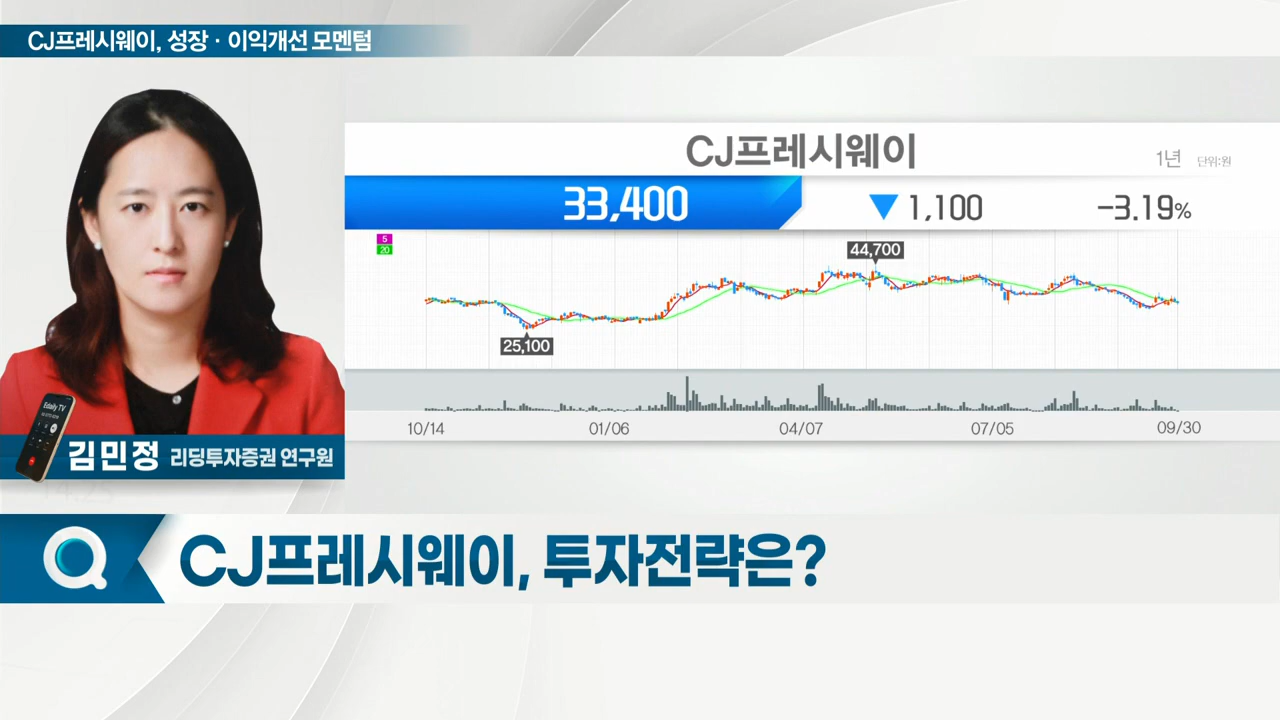 CJ프레시웨이, 성장 · 이익개선 모멘텀
CJ프레시웨이
1년 단위:원
33,400 ▼ 1,100 -3.19%
5
20
44,700
25,100
10/14 01/06 04/07 07/05 09/30
Edaily TV
김민정 리딩투자증권 연구원
CJ프레시웨이, 투자전략은?